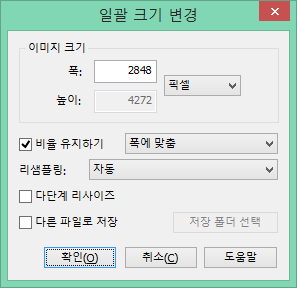 일괄 크기 변경
이미지 크기
폭: 2848
픽셀
높이: 4272
비율 유지하기 폭에 맞춤
리샘플링: 자동
다단계 리사이즈
다른 파일로 저장 저장 폴더 선택
확인(O) 취소(C) 도움말